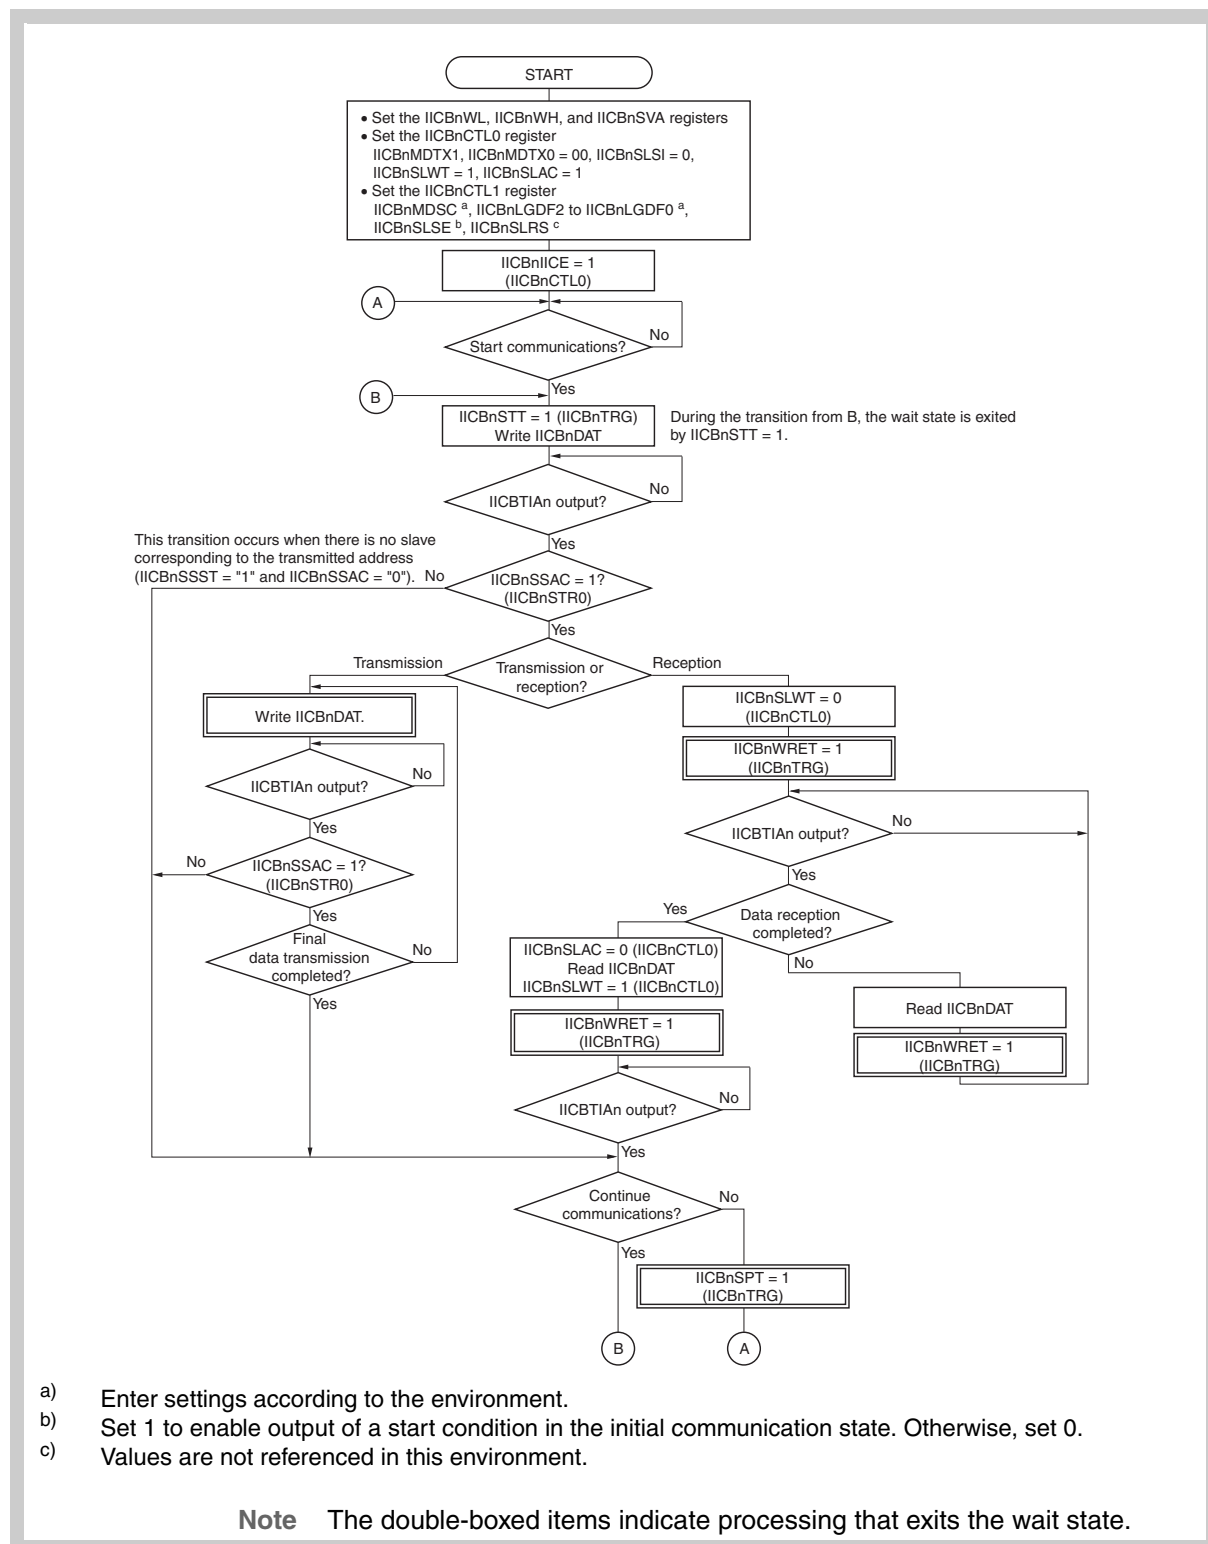 START
• Set the IICBnWL, IICBnWH, and IICBnSVA registers
• Set the IICBnCTL0 register
IICBnMDTX1, IICBnMDTX0 = 00, IICBnSLSI = 0,
IICBnSLWT = 1, IICBnSLAC = 1
• Set the IICBnCTL1 register
IICBnMDSC a, IICBnLGDF2 to IICBnLGDF0 a,
IICBnSLSE b, IICBnSLRS c
IICBnIICE = 1
(IICBnCTL0)
A
Start communications?
No
Yes
B
IICBnSTT = 1 (IICBnTRG)
Write IICBnDAT
During the transition from B, the wait state is exited
by IICBnSTT = 1.
IICBTIAn output?
No
Yes
This transition occurs when there is no slave
corresponding to the transmitted address
(IICBnSSST = "1" and IICBnSSAC = "0").
No
IICBnSSAC = 1?
(IICBnSTR0)
Yes
Transmission
Transmission or
reception?
Reception
Write IICBnDAT.
IICBTIAn output?
No
Yes
No
IICBnSSAC = 1?
(IICBnSTR0)
Yes
Final
data transmission
completed?
No
Yes
IICBnSLWT = 0
(IICBnCTL0)
IICBnWRET = 1
(IICBnTRG)
IICBTIAn output?
No
Yes
Yes
Data reception
completed?
No
IICBnSLAC = 0 (IICBnCTL0)
Read IICBnDAT
IICBnSLWT = 1 (IICBnCTL0)
IICBnWRET = 1
(IICBnTRG)
Read IICBnDAT
IICBnWRET = 1
(IICBnTRG)
IICBTIAn output?
No
Yes
Continue
communications?
No
Yes
IICBnSPT = 1
(IICBnTRG)
B
A
a) Enter settings according to the environment.
b) Set 1 to enable output of a start condition in the initial communication state. Otherwise, set 0.
c) Values are not referenced in this environment.
Note The double-boxed items indicate processing that exits the wait state.